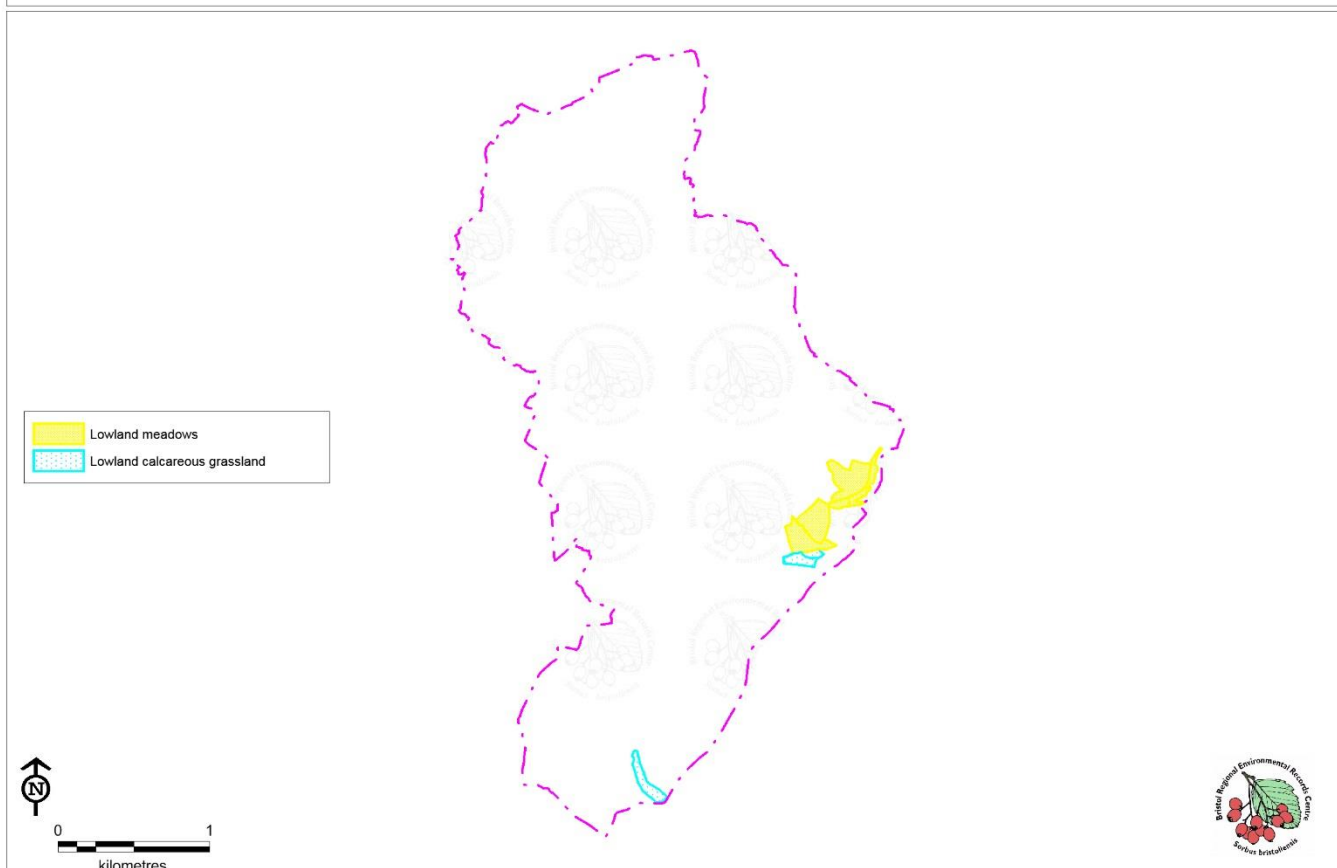 Lowland meadows
Lowland calcareous grassland
N
0 1
kilometres
Bristol Regional Environmental Records Centre
Sorbus bristoliensis